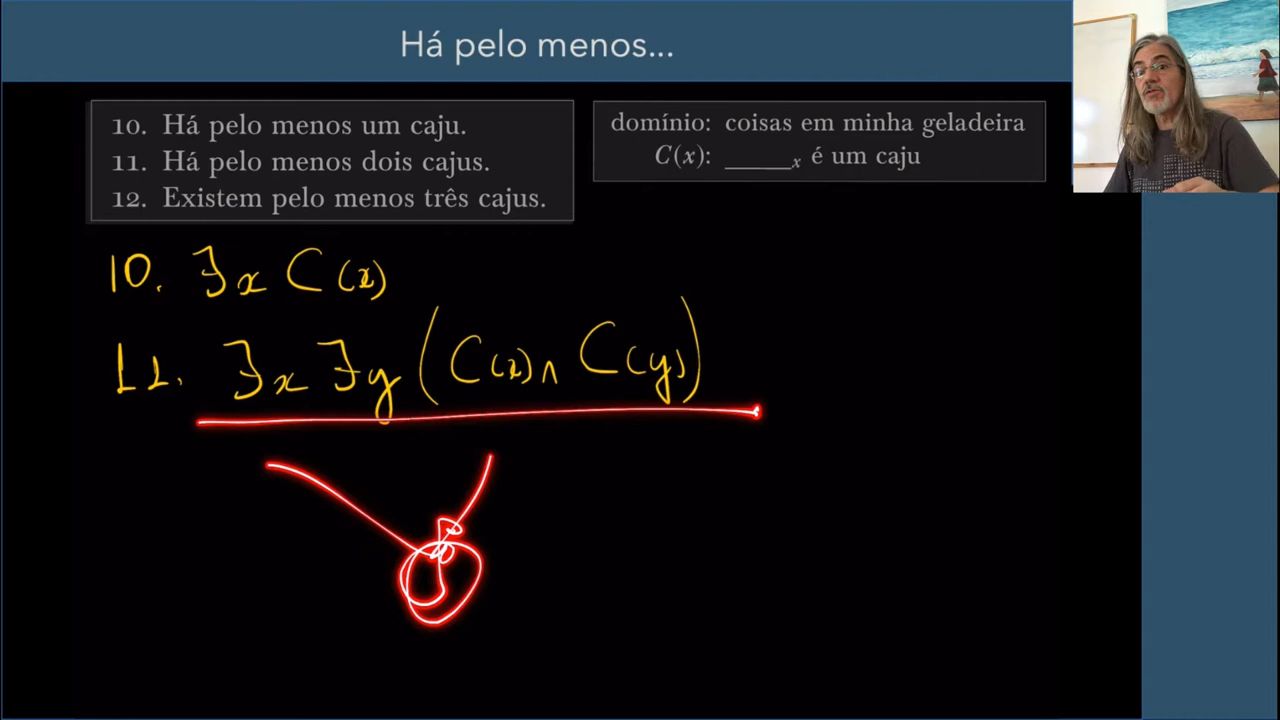 Há pelo menos...
10. Há pelo menos um caju.
11. Há pelo menos dois cajus.
12. Existem pelo menos três cajus.
domínio: coisas em minha geladeira
C(x): _____x é um caju
10. ∃x C(x)
11. ∃x ∃y (C(x) ∧ C(y))